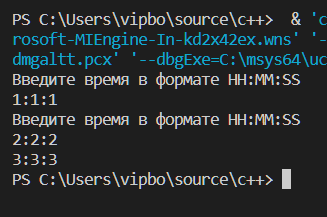 PS C:\Users\vipbo\source\c++>  & 'c
rosoft-MIEngine-In-kd2x42ex.wns' '-
dmgaltt.pcx' '--dbgExe=C:\msys64\uc
Введите время в формате HH:MM:SS
1:1:1
Введите время в формате HH:MM:SS
2:2:2
3:3:3
PS C:\Users\vipbo\source\c++>